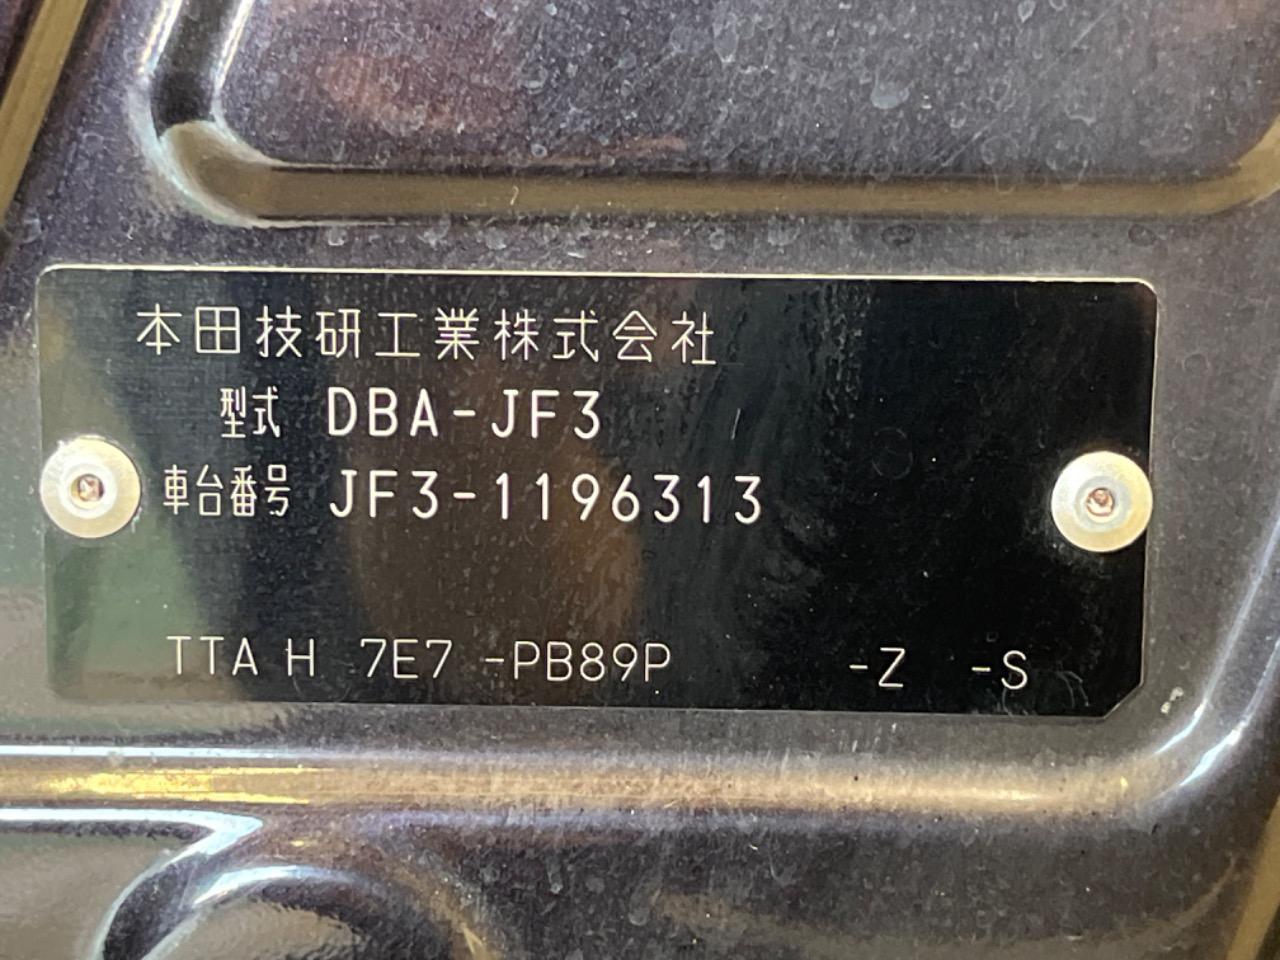 本田技研工業株式会社
型式 DBA-JF3
車台番号 JF3-1196313
TTA H 7E7 -PB89P -Z -S